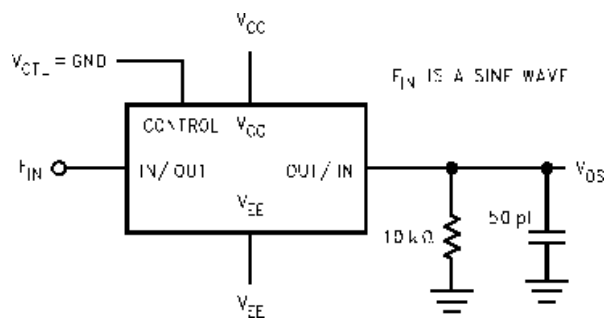 V_CC
V_CTL = GND
F_IN IS A SINE WAVE
CONTROL
V_CC
F_IN
IN/OUT
OUT/IN
V_OS
V_EE
10 kΩ
50 pF
V_EE